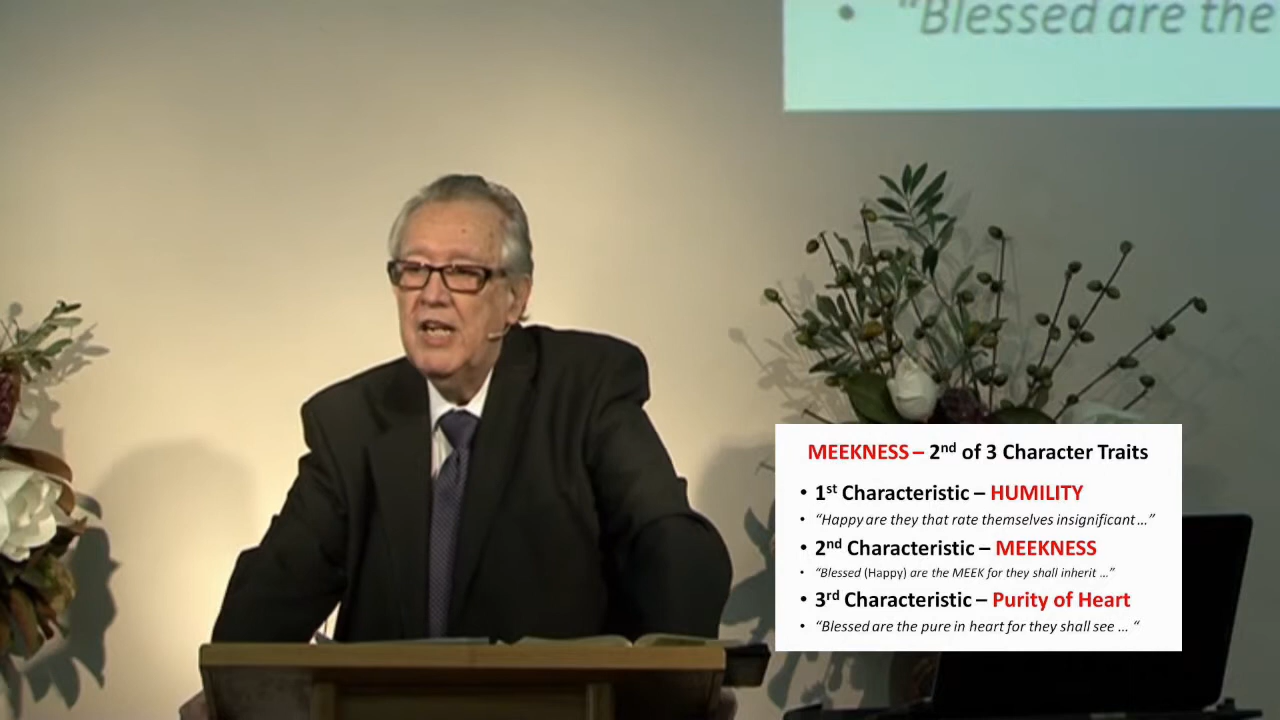 • “Blessed are the
MEEKNESS – 2nd of 3 Character Traits
• 1st Characteristic – HUMILITY
• “Happy are they that rate themselves insignificant…”
• 2nd Characteristic – MEEKNESS
• “Blessed (Happy) are the MEEK for they shall inherit …”
• 3rd Characteristic – Purity of Heart
• “Blessed are the pure in heart for they shall see … “